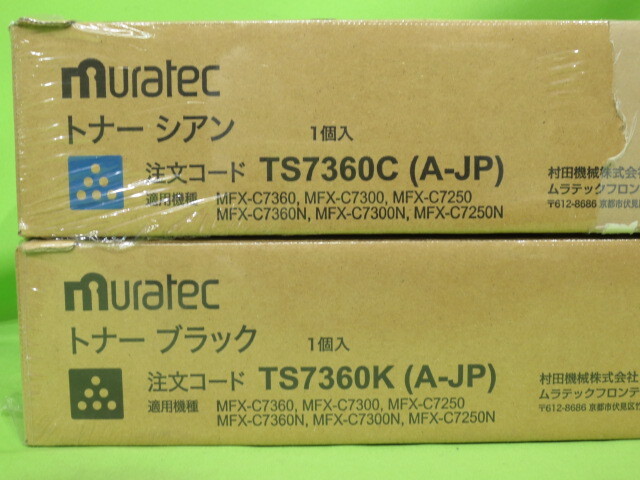 muratec
トナー シアン 1個入
注文コード TS7360C (A-JP)
適用機種 MFX-C7360, MFX-C7300, MFX-C7250
MFX-C7360N, MFX-C7300N, MFX-C7250N
村田機械株式会
ムラテックフロン
〒612-8686 京都市伏見
muratec
トナー ブラック 1個入
注文コード TS7360K (A-JP)
適用機種 MFX-C7360, MFX-C7300, MFX-C7250
MFX-C7360N, MFX-C7300N, MFX-C7250N
村田機械株式会社
ムラテックフロンテ
〒612-8686 京都市伏見区竹